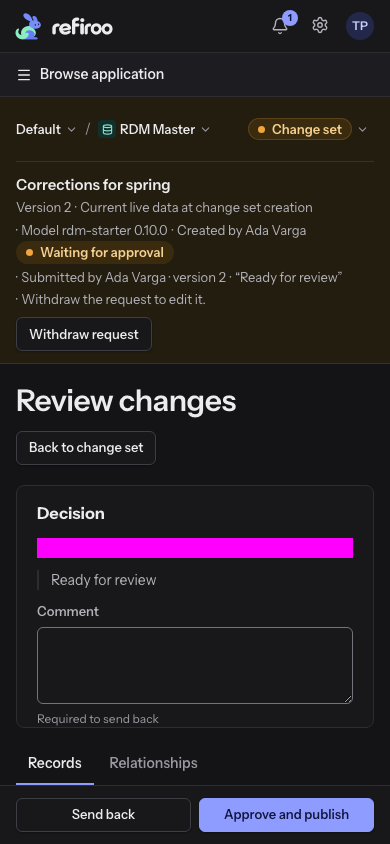 refiroo
1
TP
Browse application
Default / RDM Master Change set
Corrections for spring
Version 2 · Current live data at change set creation
· Model rdm-starter 0.10.0 · Created by Ada Varga
Waiting for approval
· Submitted by Ada Varga · version 2 · “Ready for review”
· Withdraw the request to edit it.
Withdraw request
Review changes
Back to change set
Decision
Ready for review
Comment
Required to send back
Records Relationships
Send back Approve and publish